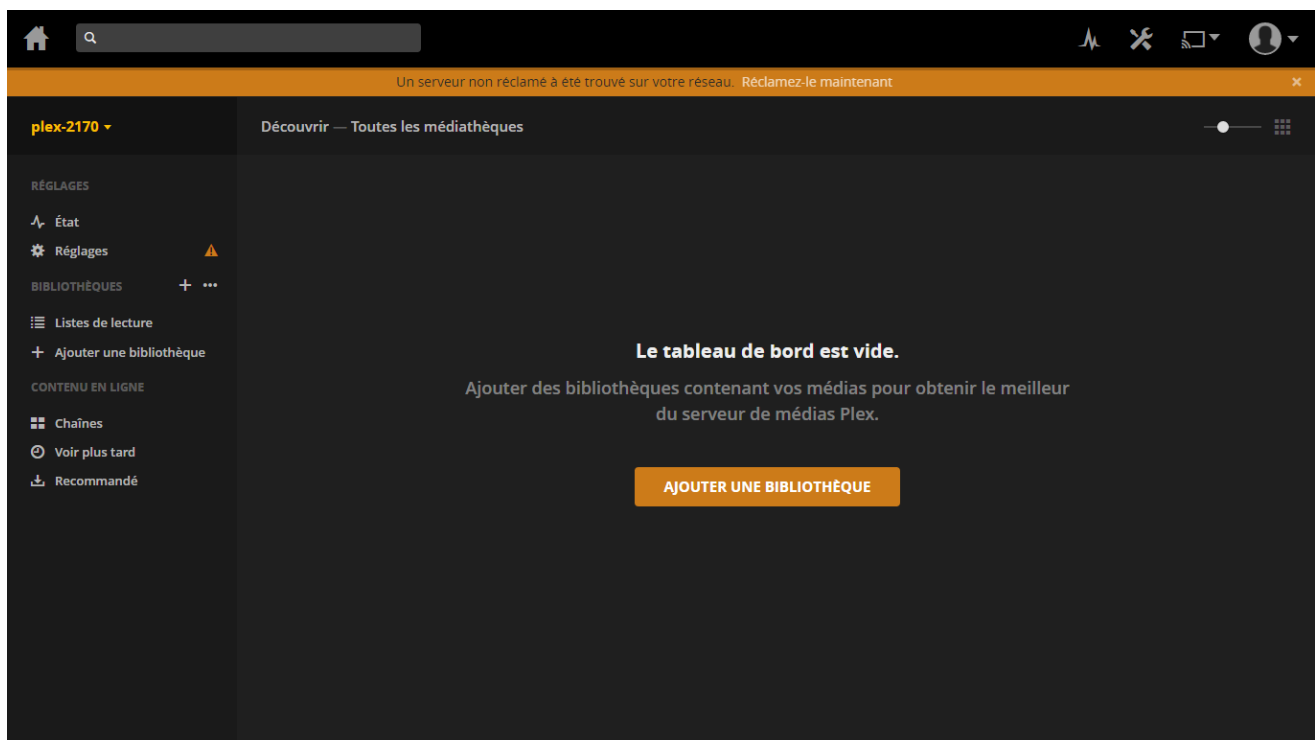 Un serveur non réclamé à été trouvé sur votre réseau. Réclamez-le maintenant
plex-2170
Découvrir — Toutes les médiathèques
RÉGLAGES
État
Réglages
BIBLIOTHÈQUES
Listes de lecture
Ajouter une bibliothèque
CONTENU EN LIGNE
Chaînes
Voir plus tard
Recommandé
Le tableau de bord est vide.
Ajouter des bibliothèques contenant vos médias pour obtenir le meilleur
du serveur de médias Plex.
AJOUTER UNE BIBLIOTHÈQUE